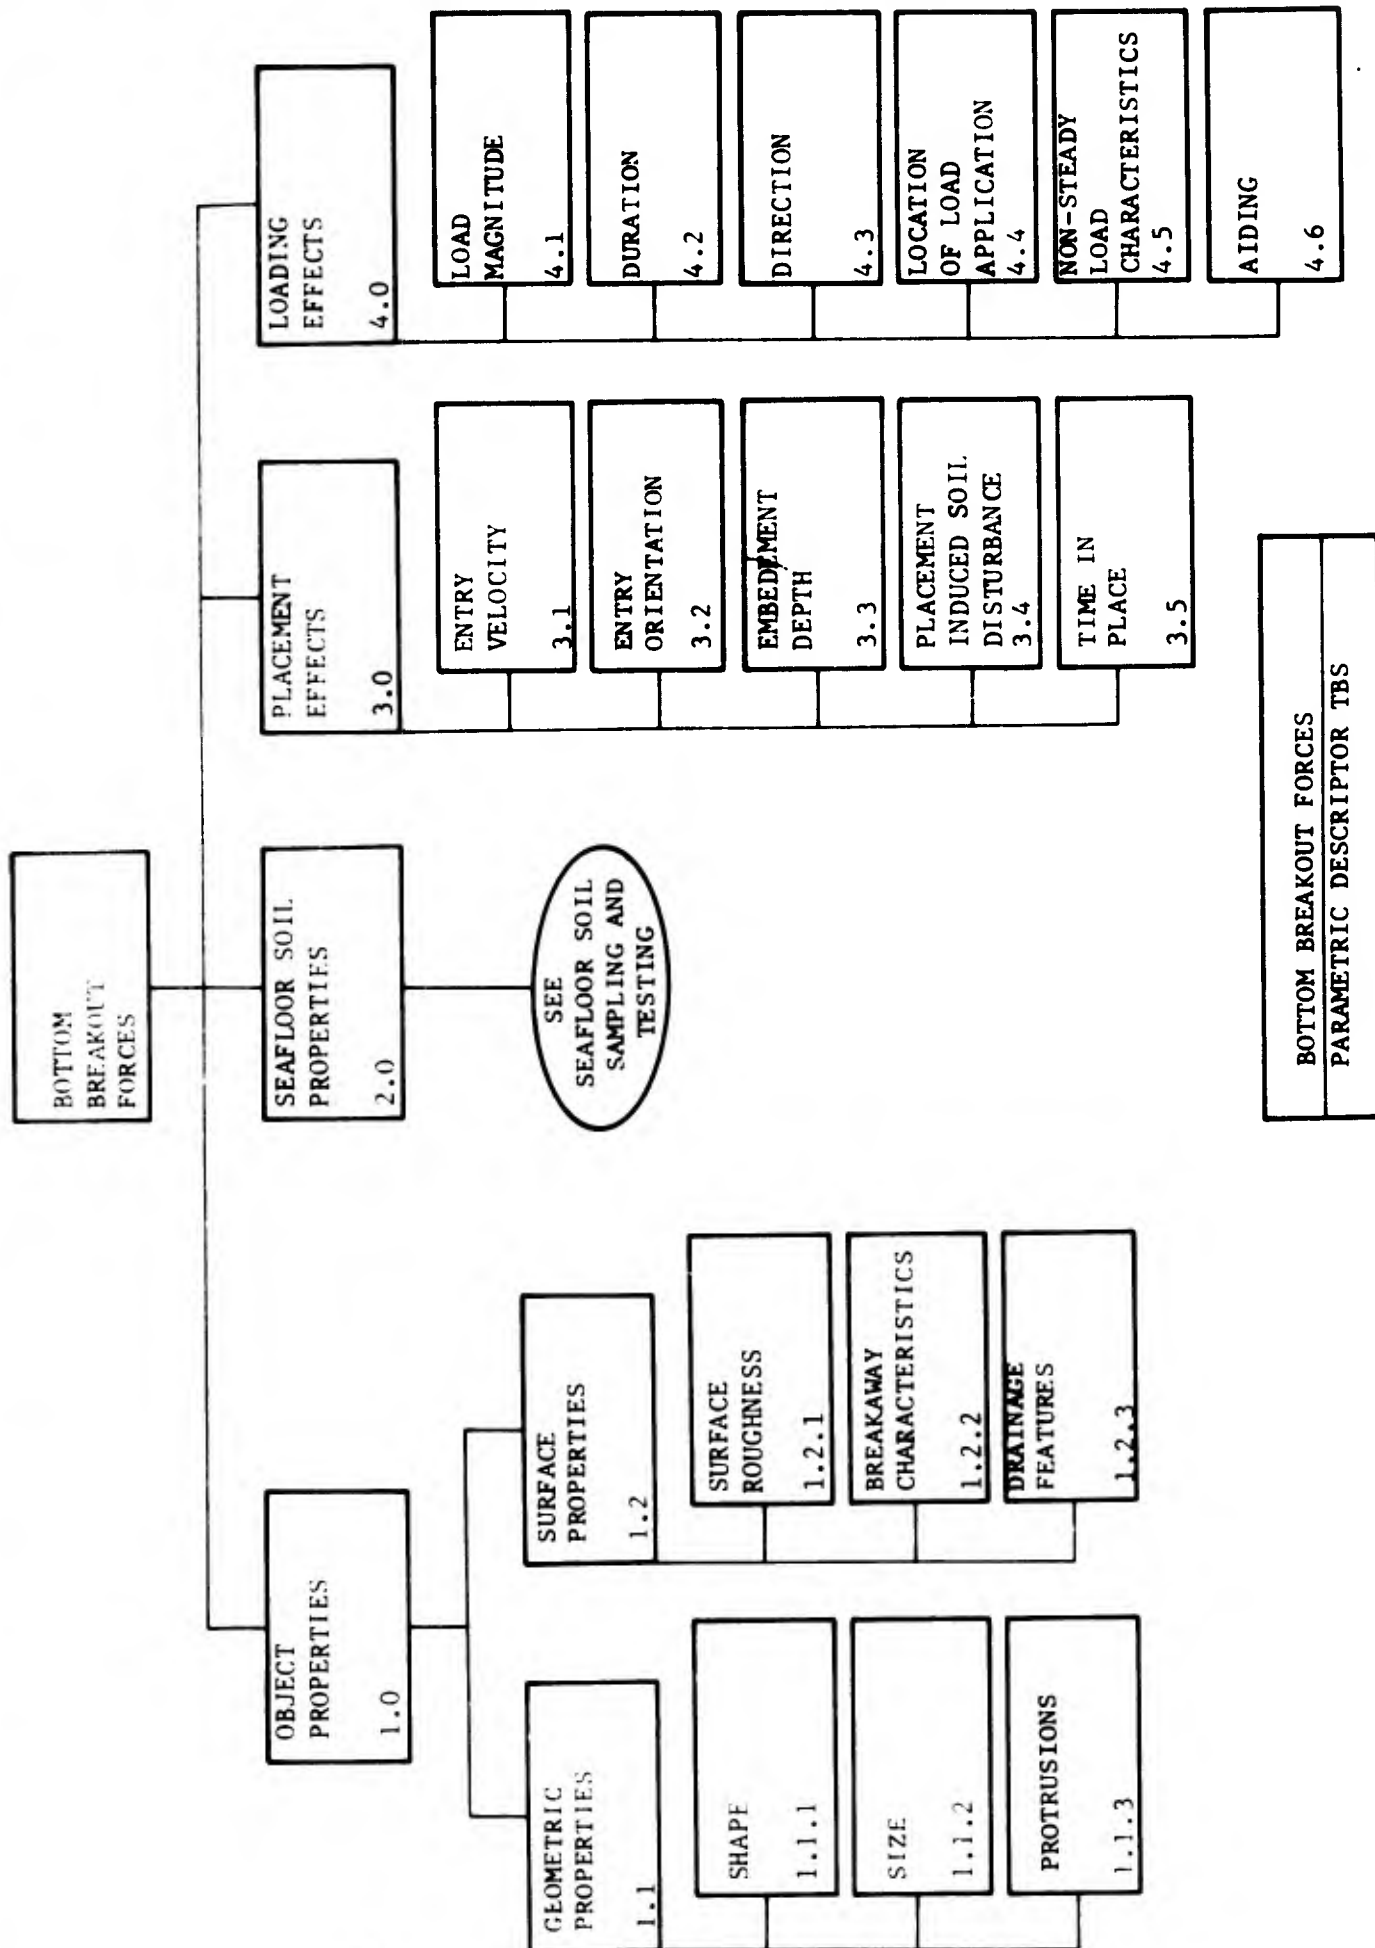 BOTTOM
BREAKOUT
FORCES
OBJECT
PROPERTIES
1.0
SEAFLOOR SOIL
PROPERTIES
2.0
PLACEMENT
EFFECTS
3.0
LOADING
EFFECTS
4.0
GEOMETRIC
PROPERTIES
1.1
SHAPE
1.1.1
SIZE
1.1.2
PROTRUSIONS
1.1.3
SURFACE
PROPERTIES
1.2
SURFACE
ROUGHNESS
1.2.1
BREAKAWAY
CHARACTERISTICS
1.2.2
DRAINAGE
FEATURES
1.2.3
SEE
SEAFLOOR SOIL
SAMPLING AND
TESTING
ENTRY
VELOCITY
3.1
ENTRY
ORIENTATION
3.2
EMBEDEMENT
DEPTH
3.3
PLACEMENT
INDUCED SOIL
DISTURBANCE
3.4
TIME IN
PLACE
3.5
LOAD
MAGNITUDE
4.1
DURATION
4.2
DIRECTION
4.3
LOCATION
OF LOAD
APPLICATION
4.4
NON-STEADY
LOAD
CHARACTERISTICS
4.5
AIDING
4.6
BOTTOM BREAKOUT FORCES
PARAMETRIC DESCRIPTOR TBS